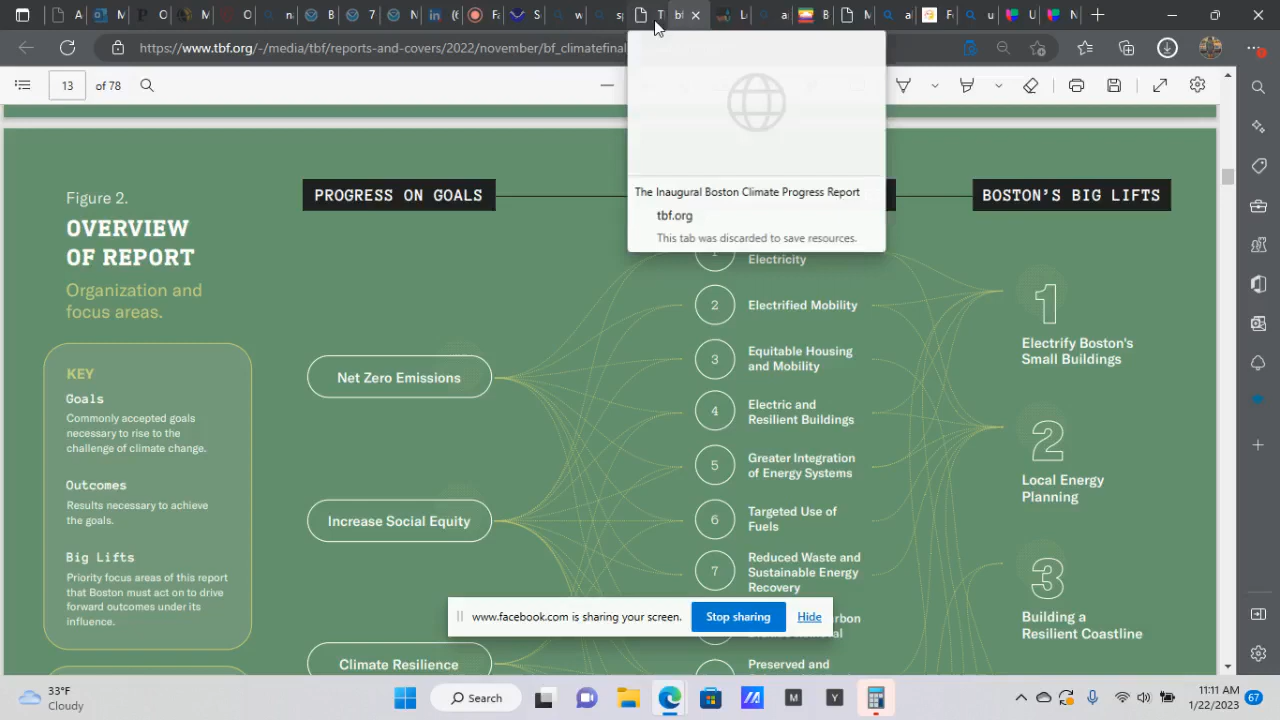 A
M
P
O
n
B
7
N
(6
Fa
S
w
s
T
bf
L
a
B
M
a
Fa
u
U
N
https://www.tbf.org/-/media/tbf/reports-and-covers/2022/november/bf_climatefinal
13 of 78
The Inaugural Boston Climate Progress Report
tbf.org
This tab was discarded to save resources.
Figure 2.
OVERVIEW
OF REPORT
Organization and
focus areas.
KEY
Goals
Commonly accepted goals
necessary to rise to the
challenge of climate change.
Outcomes
Results necessary to achieve
the goals.
Big Lifts
Priority focus areas of this report
that Boston must act on to drive
forward outcomes under its
influence.
PROGRESS ON GOALS
Net Zero Emissions
Increase Social Equity
Climate Resilience
1
Electricity
2 Electrified Mobility
3 Equitable Housing
and Mobility
4 Electric and
Resilient Buildings
5 Greater Integration
of Energy Systems
6 Targeted Use of
Fuels
7 Reduced Waste and
Sustainable Energy
Recovery
Preserved and
BOSTON'S BIG LIFTS
1
Electrify Boston's
Small Buildings
2
Local Energy
Planning
3
Building a
Resilient Coastline
www.facebook.com is sharing your screen. Stop sharing Hide
33°F
Cloudy
Search
M
Y
11:11 AM
1/22/2023
67